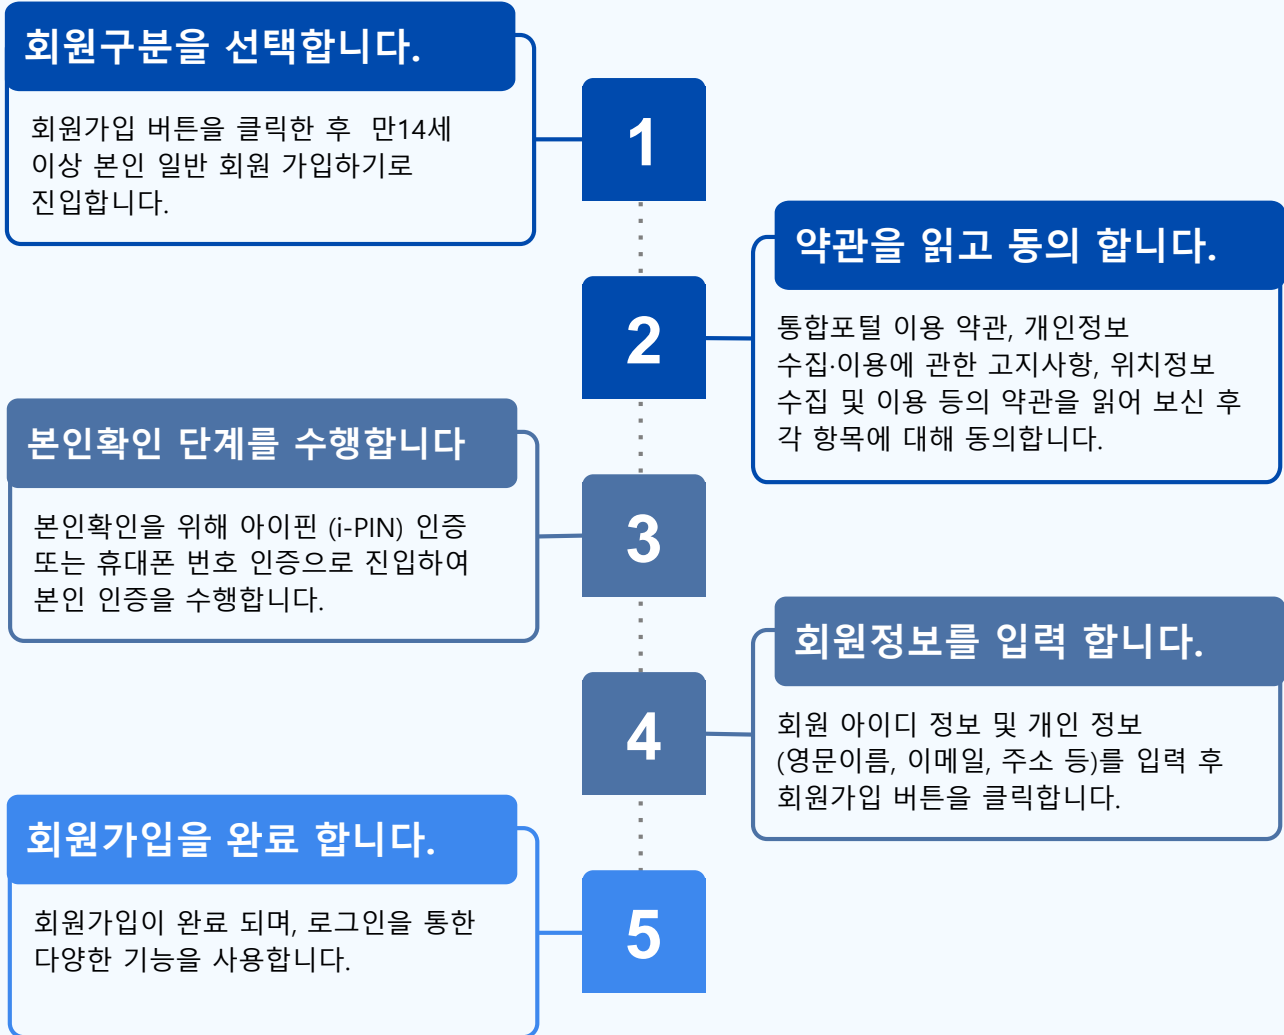 회원구분을 선택합니다.
회원가입 버튼을 클릭한 후 만14세
이상 본인 일반 회원 가입하기로
진입합니다.
1
약관을 읽고 동의 합니다.
통합포털 이용 약관, 개인정보
수집·이용에 관한 고지사항, 위치정보
수집 및 이용 등의 약관을 읽어 보신 후
각 항목에 대해 동의합니다.
2
본인확인 단계를 수행합니다
본인확인을 위해 아이핀 (i-PIN) 인증
또는 휴대폰 번호 인증으로 진입하여
본인 인증을 수행합니다.
3
회원정보를 입력 합니다.
회원 아이디 정보 및 개인 정보
(영문이름, 이메일, 주소 등)를 입력 후
회원가입 버튼을 클릭합니다.
4
회원가입을 완료 합니다.
회원가입이 완료 되며, 로그인을 통한
다양한 기능을 사용합니다.
5